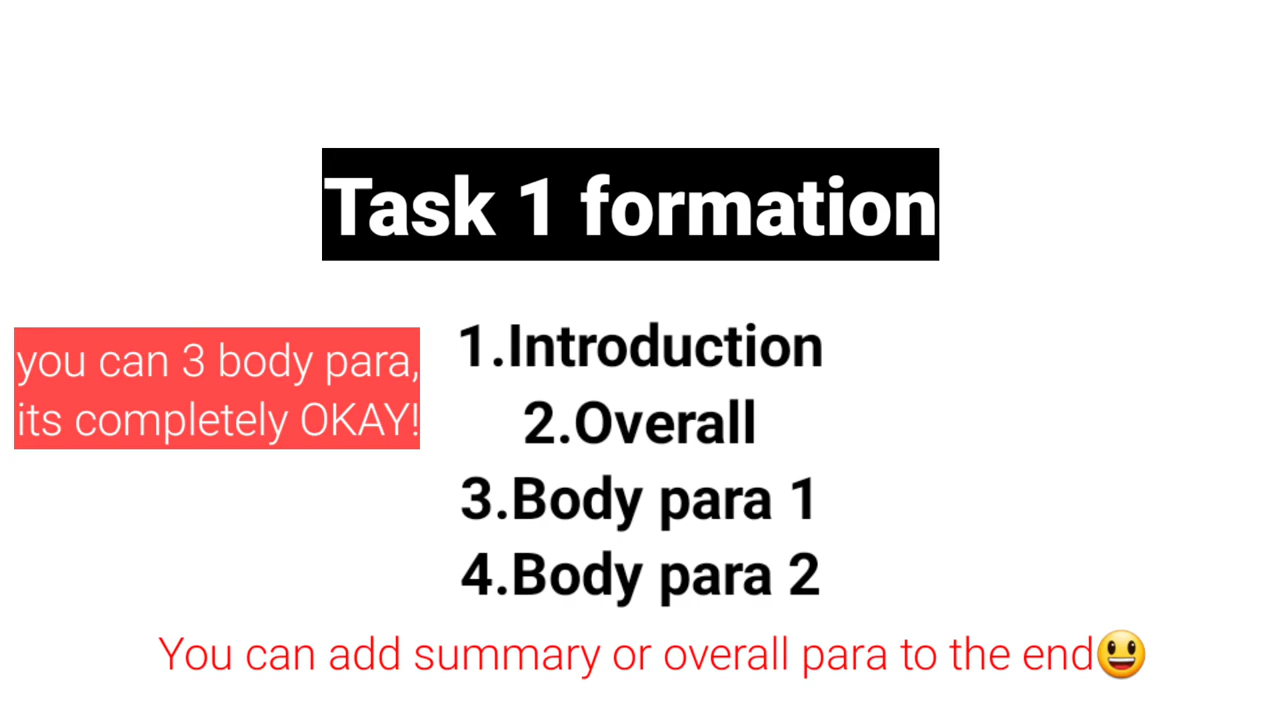 Task 1 formation
you can 3 body para,
its completely OKAY!
1.Introduction
2.Overall
3.Body para 1
4.Body para 2
You can add summary or overall para to the end😃